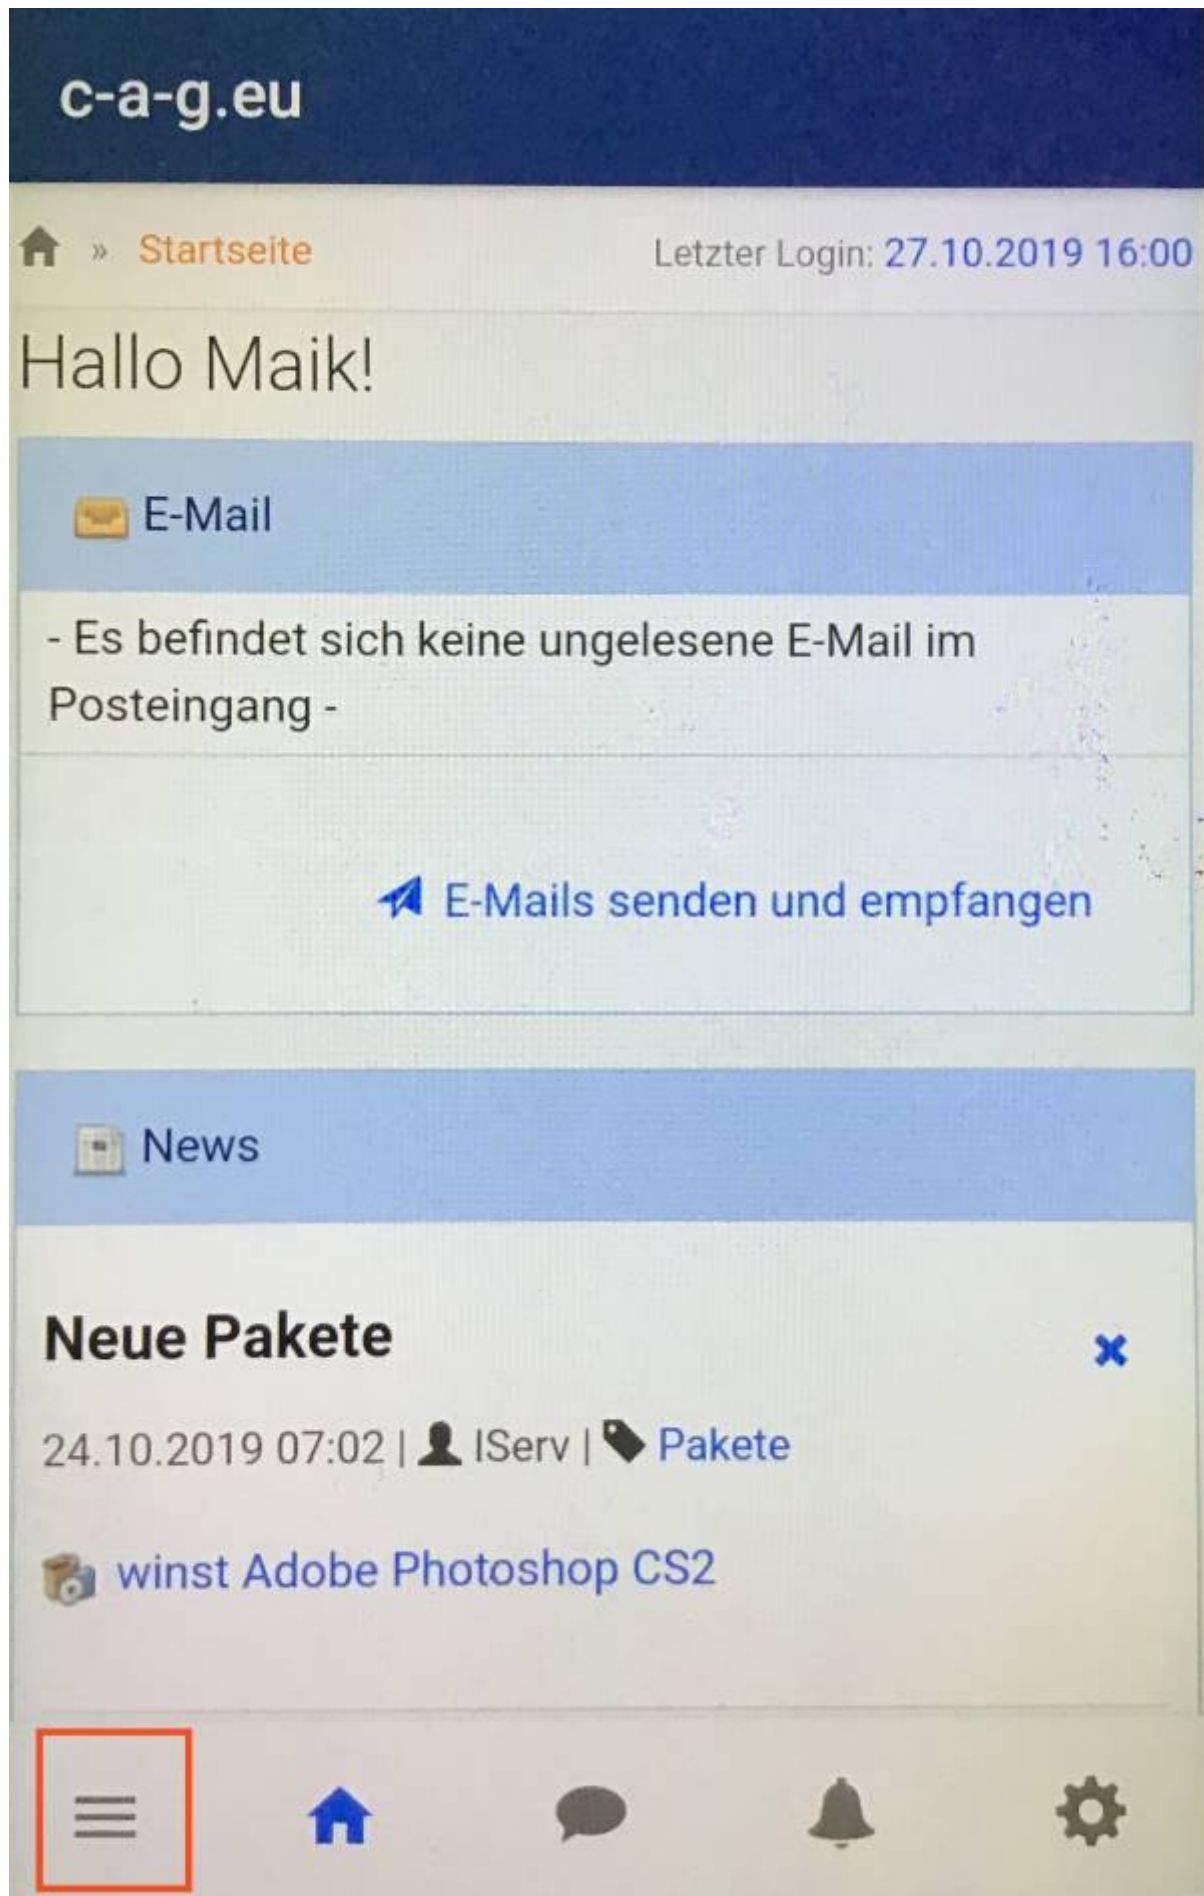 c-a-g.eu
» Startseite Letzter Login: 27.10.2019 16:00
Hallo Maik!
E-Mail
- Es befindet sich keine ungelesene E-Mail im
Posteingang -
E-Mails senden und empfangen
News
Neue Pakete
24.10.2019 07:02 | IServ | Pakete
winst Adobe Photoshop CS2